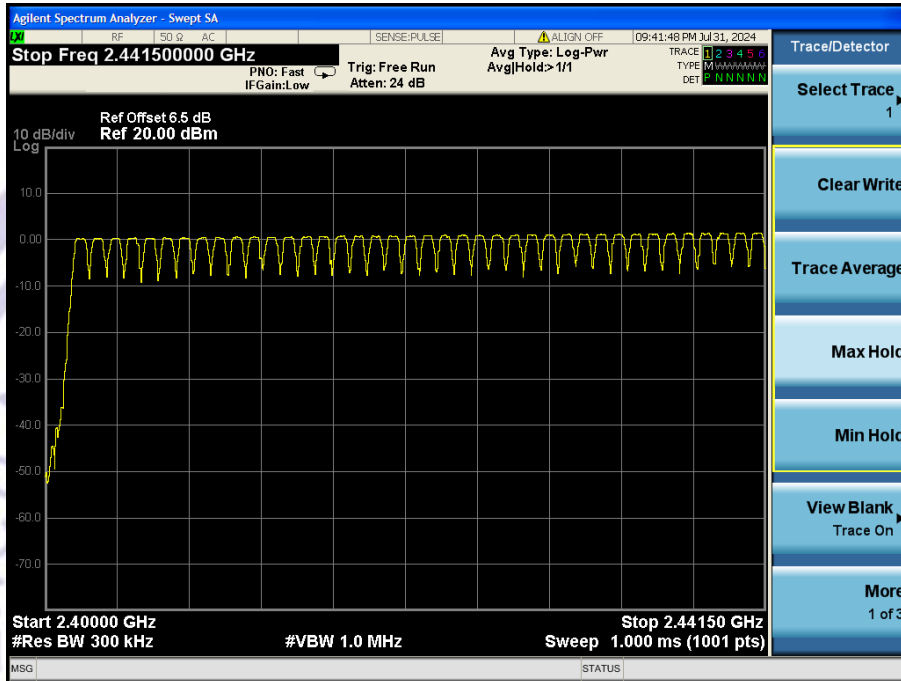 Agilent Spectrum Analyzer - Swept SA
LXI RF 50 Ω AC SENSE:PULSE ALIGN OFF 09:41:48 PM Jul 31, 2024
Stop Freq 2.441500000 GHz
PNO: Fast
IFGain:Low
Trig: Free Run
Atten: 24 dB
Avg Type: Log-Pwr
Avg|Hold:>1/1
TRACE 1 2 3 4 5 6
TYPE M WWWWW
DET P N N N N N
Ref Offset 6.5 dB
10 dB/div Ref 20.00 dBm
Log
10.0
0.00
-10.0
-20.0
-30.0
-40.0
-50.0
-60.0
-70.0
Start 2.40000 GHz Stop 2.44150 GHz
#Res BW 300 kHz #VBW 1.0 MHz Sweep 1.000 ms (1001 pts)
MSG STATUS
Trace/Detector
Select Trace
1
Clear Write
Trace Average
Max Hold
Min Hold
View Blank
Trace On
More
1 of 3